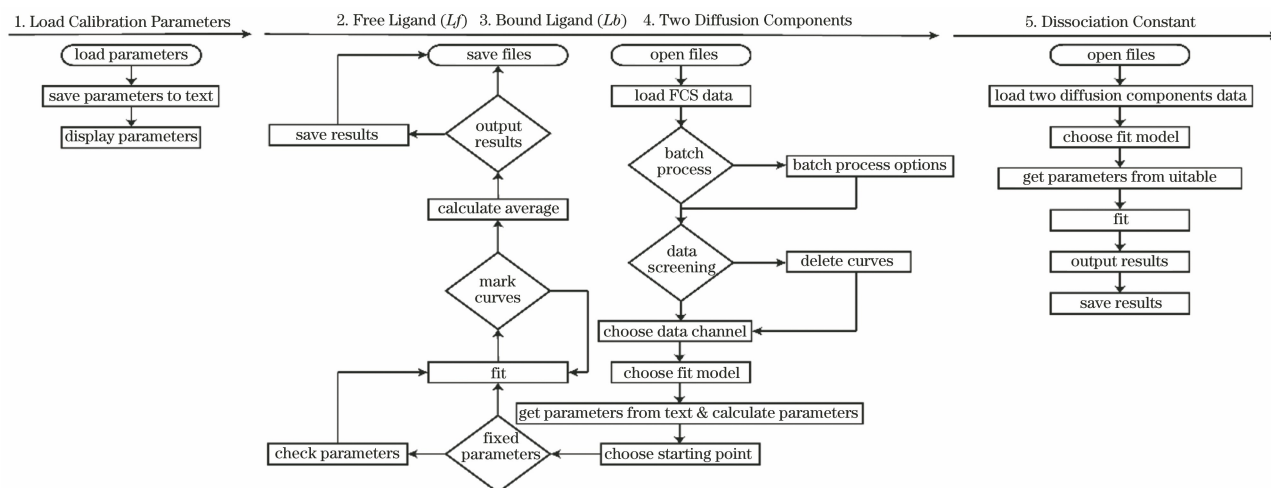 1. Load Calibration Parameters
load parameters
save parameters to text
display parameters
2. Free Ligand (Lf) 3. Bound Ligand (Lb) 4. Two Diffusion Components
save files
save results
output
results
calculate average
mark
curves
fit
check parameters
fixed
parameters
open files
load FCS data
batch
process
batch process options
data
screening
delete curves
choose data channel
choose fit model
get parameters from text & calculate parameters
choose starting point
5. Dissociation Constant
open files
load two diffusion components data
choose fit model
get parameters from uitable
fit
output results
save results